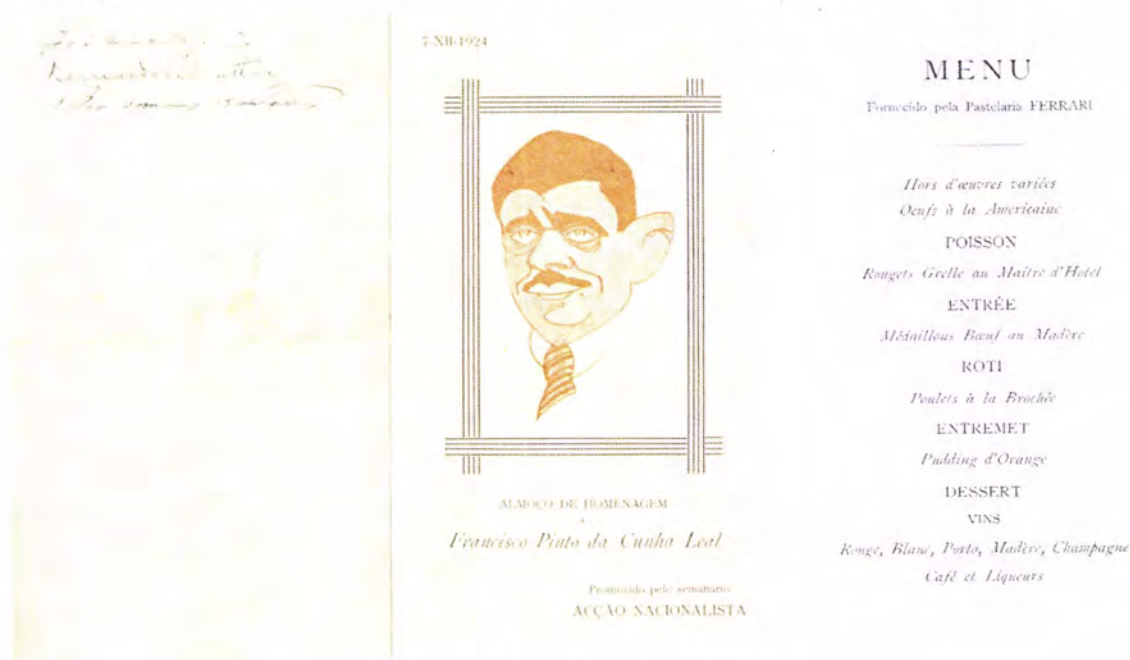 7-XII-1924
ALMOÇO DE HOMENAGEM
A
Francisco Pinto da Cunha Leal
Promovido pelo semanario
ACÇÃO NACIONALISTA
MENU
Fornecido pela Pastelaria FERRARI
Hors d'œuvres variées
Oeufs à la Americaine
POISSON
Rougets Grelle au Maître d'Hotel
ENTRÉE
Médaillons Bœuf au Madère
ROTI
Poulets à la Brochée
ENTREMET
Pudding d'Orange
DESSERT
VINS
Rouge, Blanc, Porto, Madère, Champagne
Café et Liqueurs